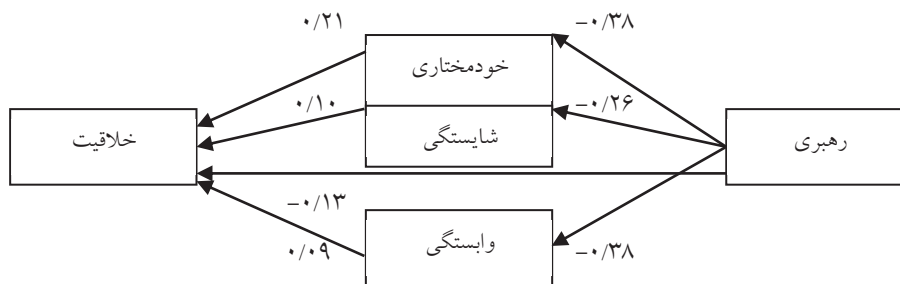 ۰/۲۱
-۰/۳۸
خودمختاری
۰/۱۰
-۰/۲۶
خلاقیت
شایستگی
رهبری
-۰/۱۳
وابستگی
۰/۰۹
-۰/۳۸